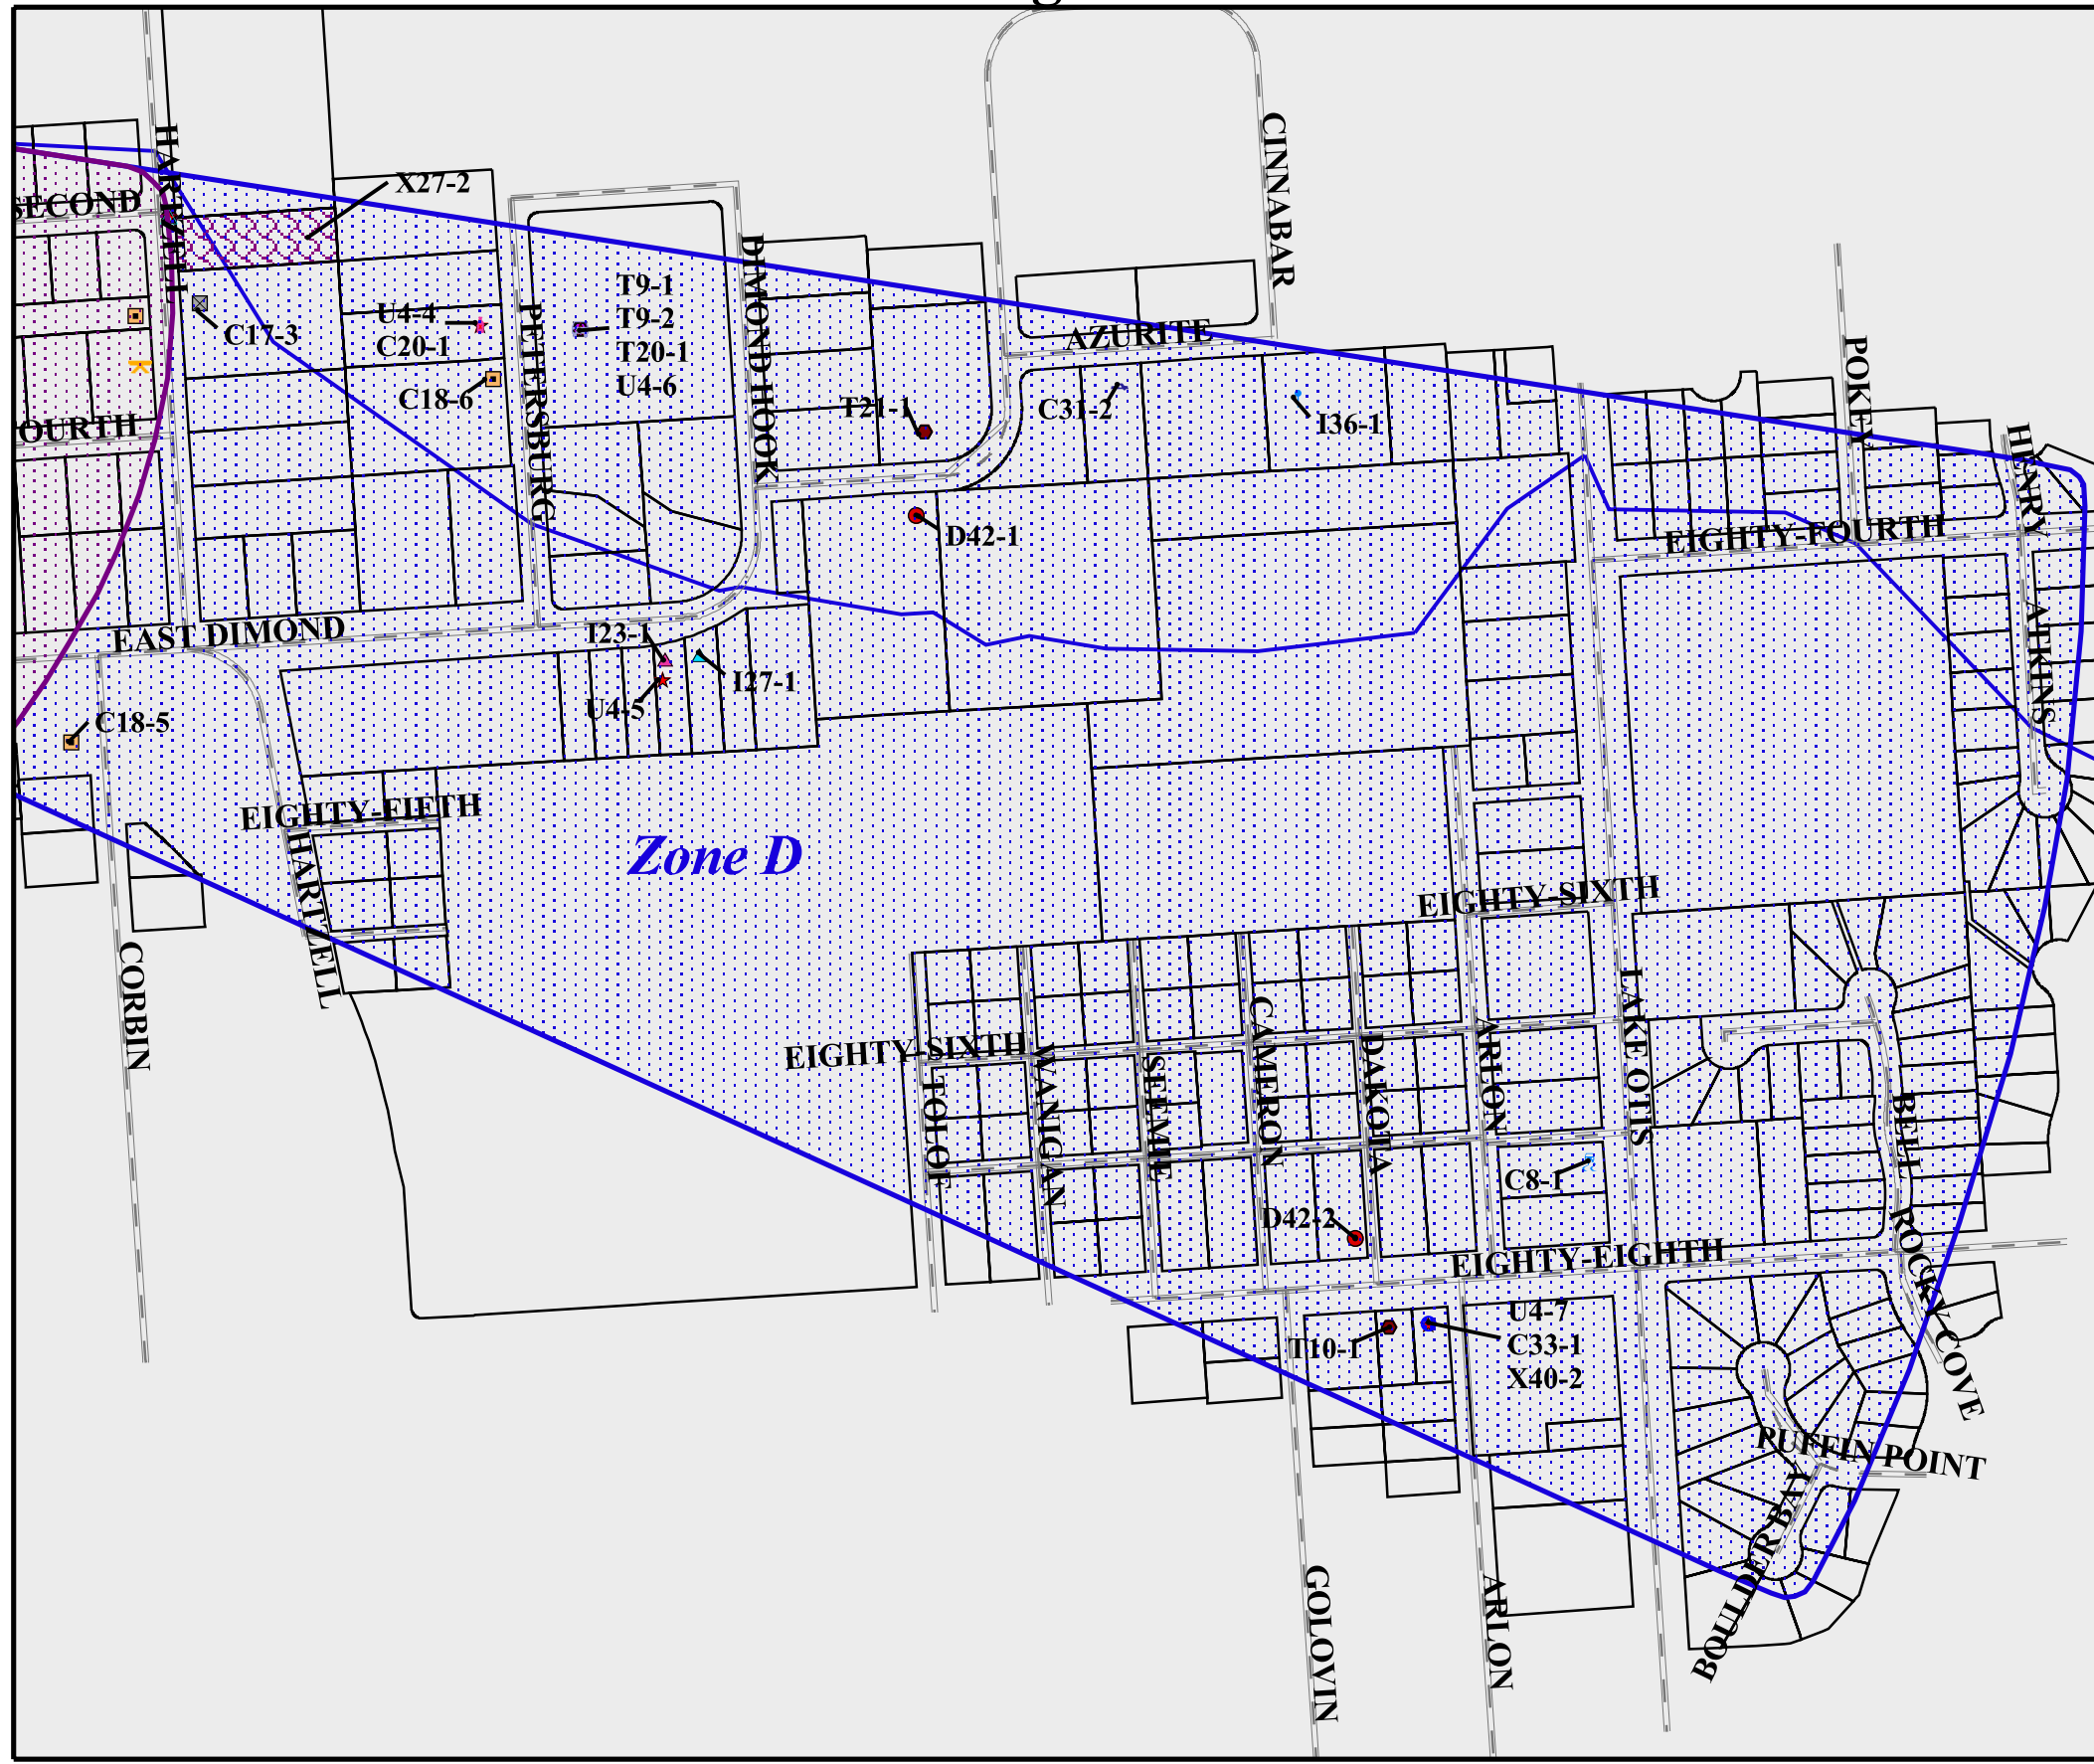 HARTZELL
X27-2
SECOND
C17-3
U4-4
C20-1
C18-6
PETERSBURG
T9-1
T9-2
T20-1
U4-6
DIMOND HOOK
CINNABAR
AZURITE
T21-1
C31-2
I36-1
D42-1
POKEY
HENRY
ATKINS
K
OURTH
EIGHTY-FOURTH
EAST DIMOND
I23-1
I27-1
U4-5
C18-5
EIGHTY-FIFTH
HARTZELL
Zone D
CORBIN
EIGHTY-SIXTH
EIGHTY-SIXTH
TOLOF
WANIGAN
SEEMIE
CAMERON
DAKOTA
ARLON
LAKE OTIS
BELL
ROCKY COVE
C8-1
D42-2
EIGHTY-EIGHTH
U4-7
C33-1
X40-2
T10-1
PUFFIN POINT
BOULDER BAY
GOLOVIN
ARLON